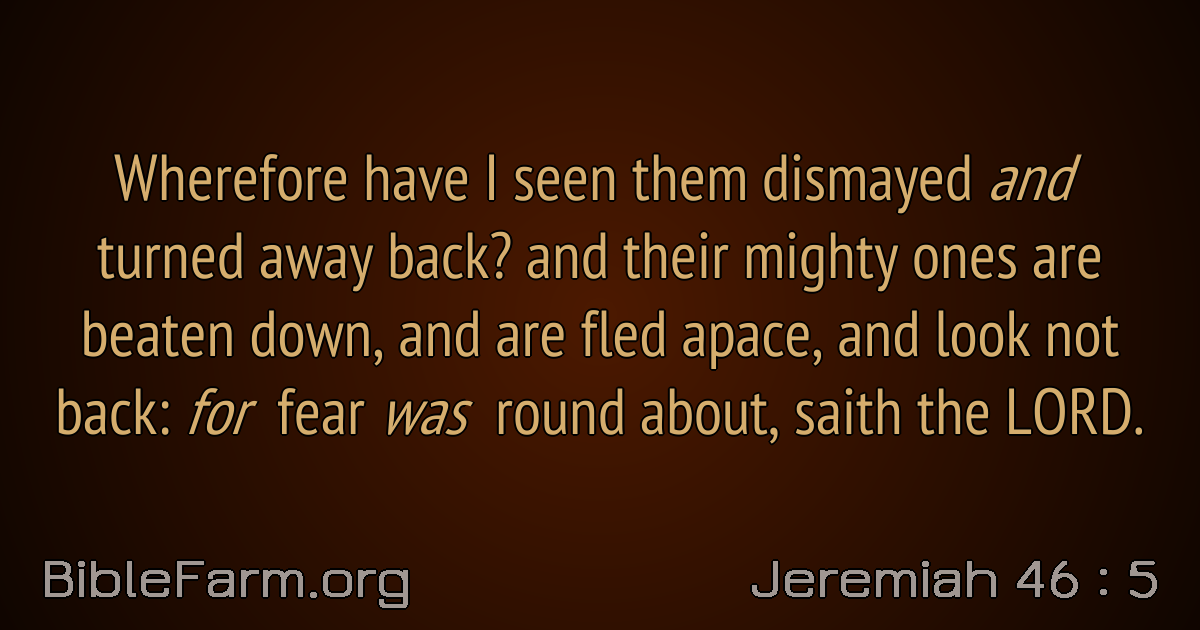 Wherefore have I seen them dismayed and
turned away back? and their mighty ones are
beaten down, and are fled apace, and look not
back: for fear was round about, saith the LORD.
BibleFarm.org
Jeremiah 46 : 5